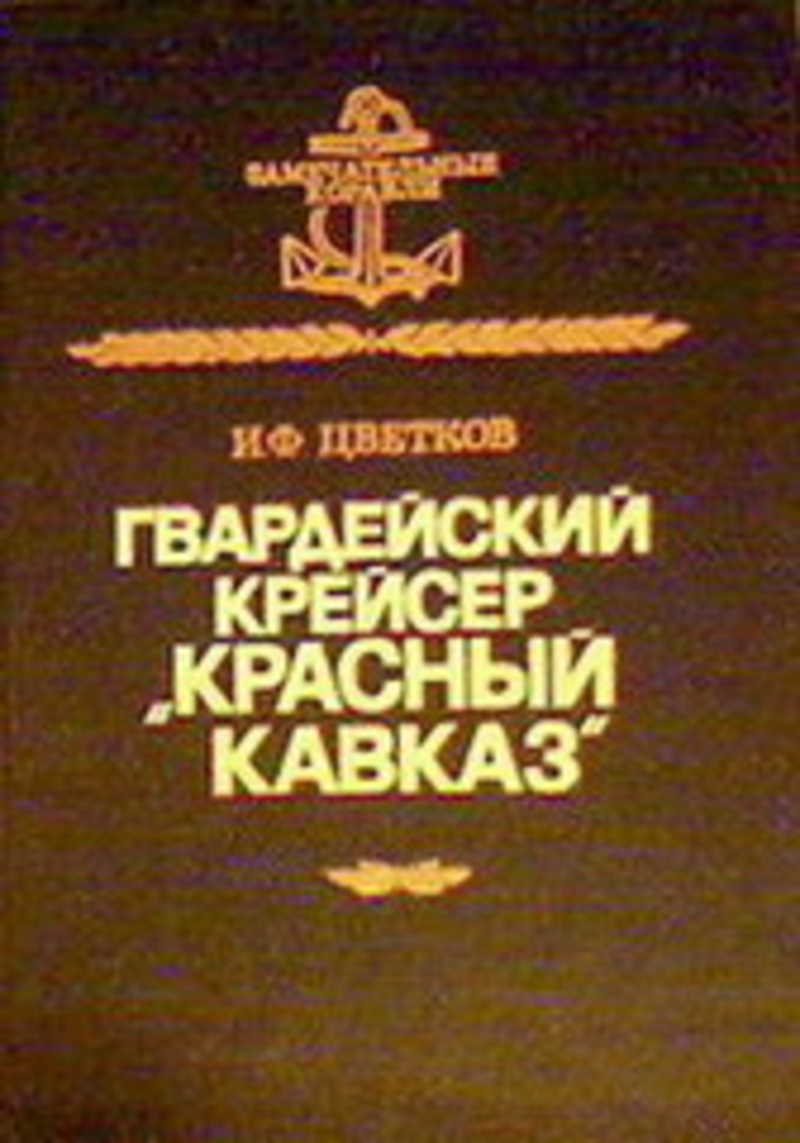 ЗАМЕЧАТЕЛЬНЫЕ
КОРАБЛИ
И Ф ЦВЕТКОВ
ГВАРДЕЙСКИЙ
КРЕЙСЕР
„КРАСНЫЙ
КАВКАЗ“